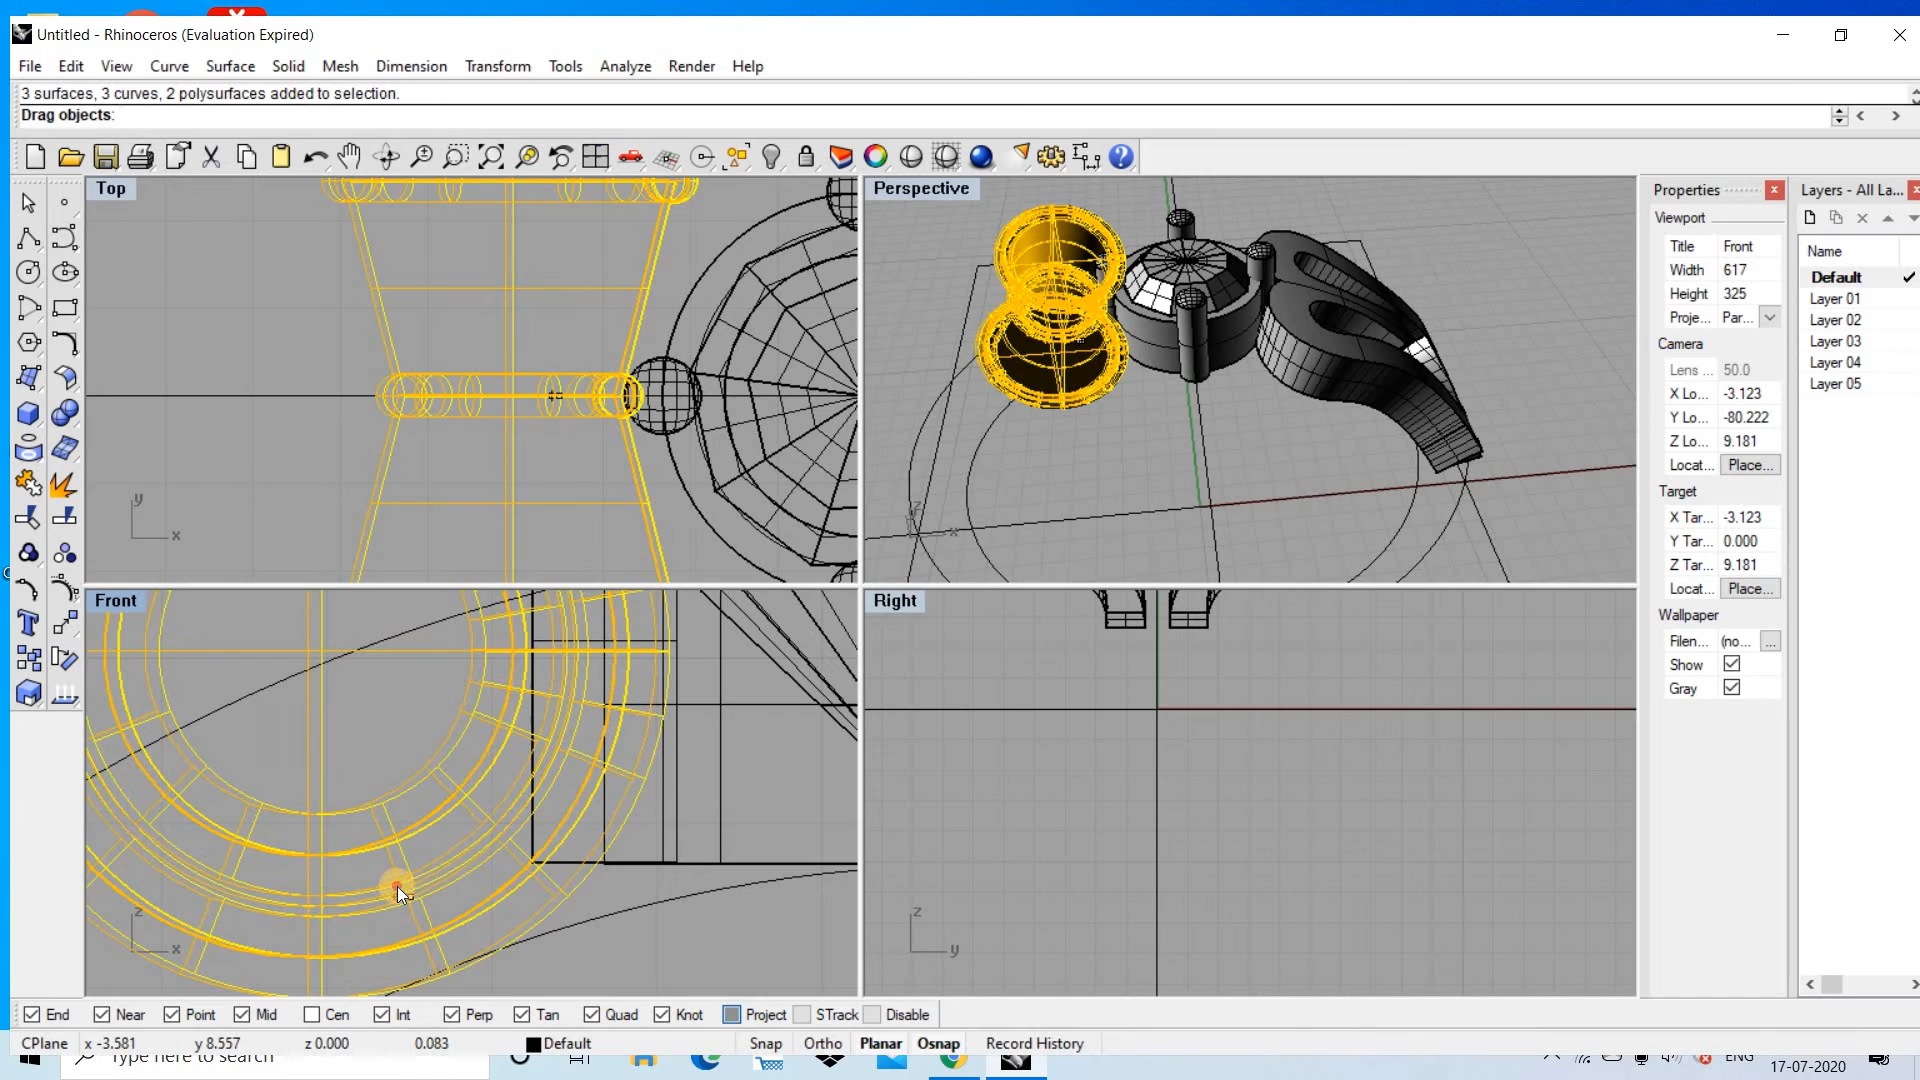 Untitled - Rhinoceros (Evaluation Expired)
File Edit View Curve Surface Solid Mesh Dimension Transform Tools Analyze Render Help
3 surfaces, 3 curves, 2 polysurfaces added to selection.
Drag objects:
Top
Perspective
Front
Right
y
x
z
x
z
x
z
y
Properties
Viewport
Title Front
Width 617
Height 325
Proje... Par...
Camera
Lens ... 50.0
X Lo... -3.123
Y Lo... -80.222
Z Lo... 9.181
Locat... Place...
Target
X Tar... -3.123
Y Tar... 0.000
Z Tar... 9.181
Locat... Place...
Wallpaper
Filen... (no... ...
Show
Gray
Layers - All La...
Name
Default
Layer 01
Layer 02
Layer 03
Layer 04
Layer 05
End Near Point Mid Cen Int Perp Tan Quad Knot Project STrack Disable
CPlane x -3.581 y 8.557 z 0.000 0.083 Default Snap Ortho Planar Osnap Record History
Type here to search
ENG
17-07-2020